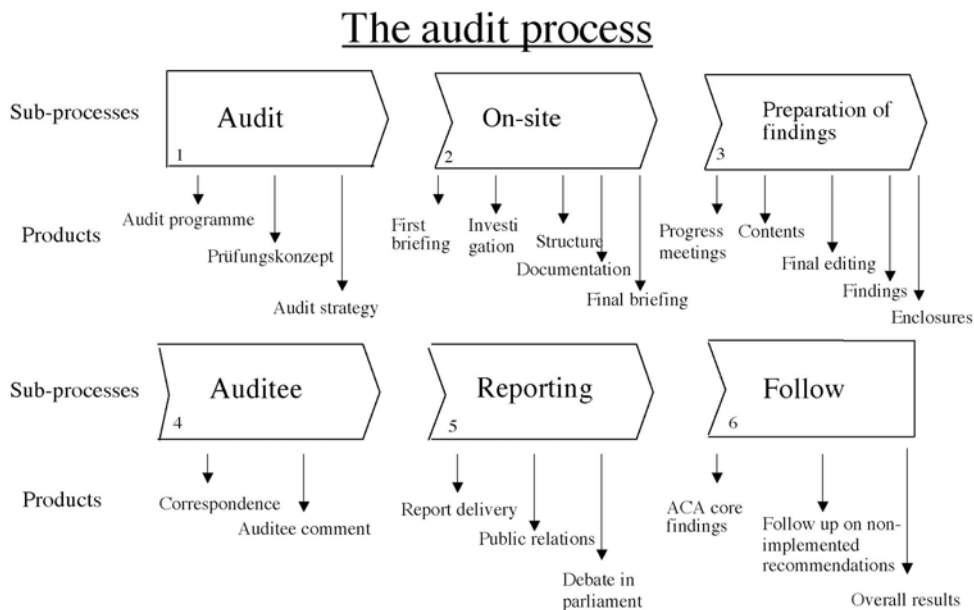 The audit process
Sub-processes
Audit
1
On-site
2
Preparation of
findings
3
Products
Audit programme
Prüfungskonzept
Audit strategy
First
briefing
Investi
gation
Structure
Documentation
Final briefing
Progress
meetings
Contents
Final editing
Findings
Enclosures
Sub-processes
Auditee
4
Reporting
5
Follow
6
Products
Correspondence
Auditee comment
Report delivery
Public relations
Debate in
parliament
ACA core
findings
Follow up on non-
implemented
recommendations
Overall results